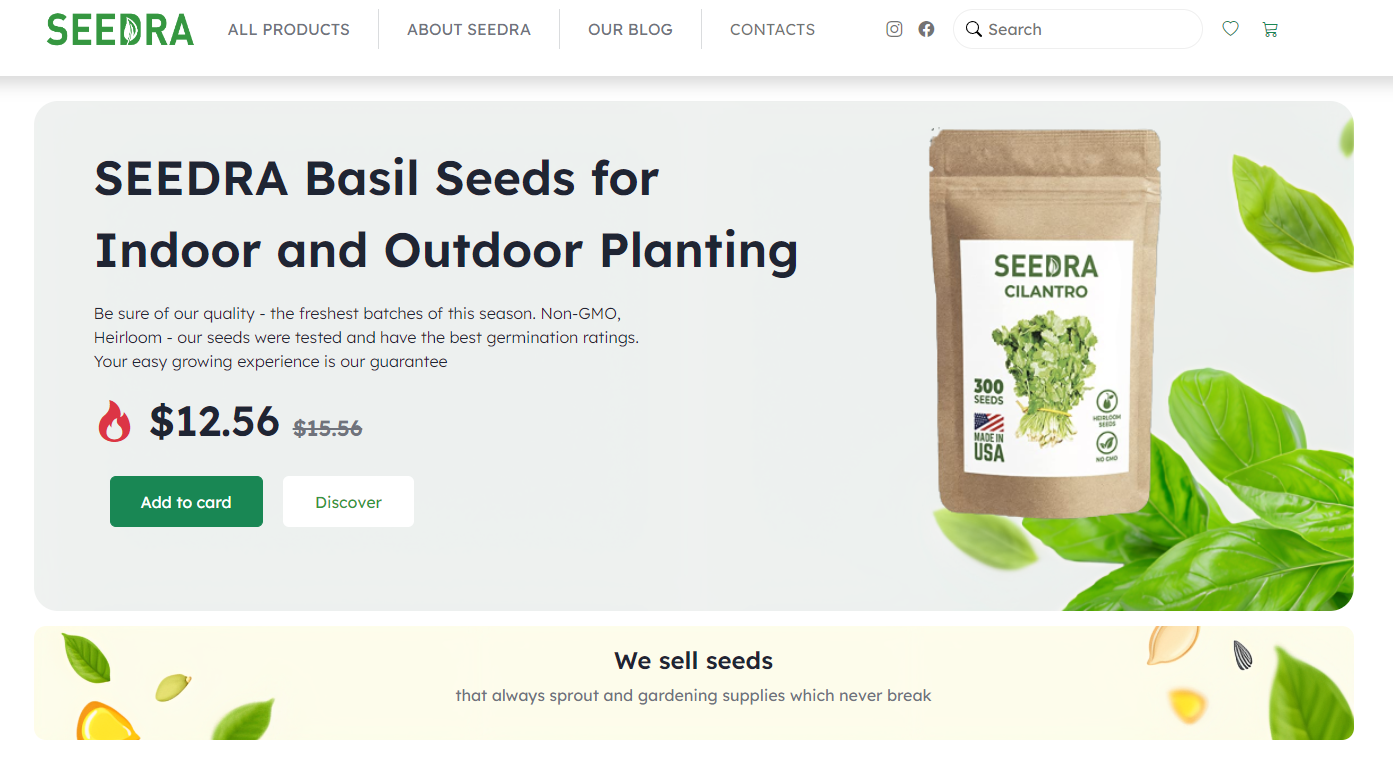 SEEDRA
ALL PRODUCTS
ABOUT SEEDRA
OUR BLOG
CONTACTS
Search
SEEDRA Basil Seeds for
Indoor and Outdoor Planting
Be sure of our quality - the freshest batches of this season. Non-GMO,
Heirloom - our seeds were tested and have the best germination ratings.
Your easy growing experience is our guarantee
$12.56 $15.56
Add to card
Discover
SEEDRA
CILANTRO
300
SEEDS
MADE IN
USA
HEIRLOOM
SEEDS
NO GMO
We sell seeds
that always sprout and gardening supplies which never break